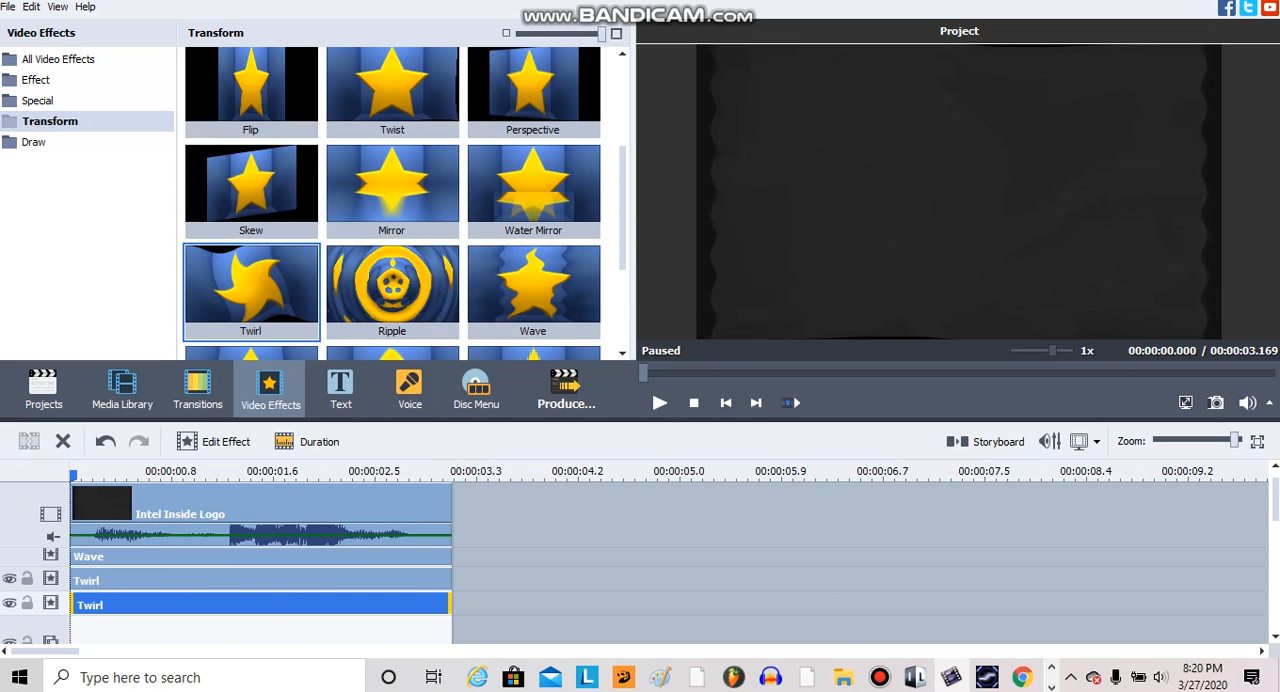 File Edit View Help
www.BANDICAM.com
Video Effects
Transform
Project
All Video Effects
Effect
Special
Transform
Draw
Flip
Twist
Perspective
Skew
Mirror
Water Mirror
Twirl
Ripple
Wave
Paused
1x
00:00:00.000 / 00:00:03.169
Projects
Media Library
Transitions
Video Effects
Text
Voice
Disc Menu
Produce...
Edit Effect
Duration
Storyboard
Zoom:
00:00:00.8 00:00:01.6 00:00:02.5 00:00:03.3 00:00:04.2 00:00:05.0 00:00:05.9 00:00:06.7 00:00:07.5 00:00:08.4 00:00:09.2
Intel Inside Logo
Wave
Twirl
Twirl
Type here to search
8:20 PM
3/27/2020